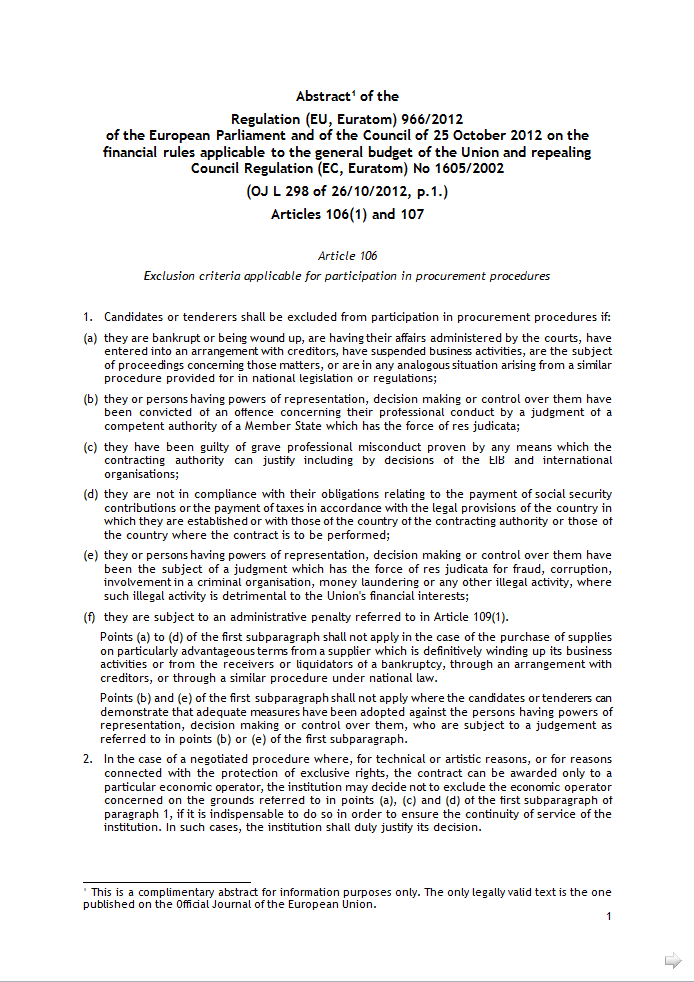 Abstract¹ of the
Regulation (EU, Euratom) 966/2012
of the European Parliament and of the Council of 25 October 2012 on the
financial rules applicable to the general budget of the Union and repealing
Council Regulation (EC, Euratom) No 1605/2002
(OJ L 298 of 26/10/2012, p.1.)
Articles 106(1) and 107
Article 106
Exclusion criteria applicable for participation in procurement procedures
1. Candidates or tenderers shall be excluded from participation in procurement procedures if:
(a) they are bankrupt or being wound up, are having their affairs administered by the courts, have
entered into an arrangement with creditors, have suspended business activities, are the subject
of proceedings concerning those matters, or are in any analogous situation arising from a similar
procedure provided for in national legislation or regulations;
(b) they or persons having powers of representation, decision making or control over them have
been convicted of an offence concerning their professional conduct by a judgment of a
competent authority of a Member State which has the force of res judicata;
(c) they have been guilty of grave professional misconduct proven by any means which the
contracting authority can justify including by decisions of the EIB and international
organisations;
(d) they are not in compliance with their obligations relating to the payment of social security
contributions or the payment of taxes in accordance with the legal provisions of the country in
which they are established or with those of the country of the contracting authority or those of
the country where the contract is to be performed;
(e) they or persons having powers of representation, decision making or control over them have
been the subject of a judgment which has the force of res judicata for fraud, corruption,
involvement in a criminal organisation, money laundering or any other illegal activity, where
such illegal activity is detrimental to the Union's financial interests;
(f) they are subject to an administrative penalty referred to in Article 109(1).
Points (a) to (d) of the first subparagraph shall not apply in the case of the purchase of supplies
on particularly advantageous terms from a supplier which is definitively winding up its business
activities or from the receivers or liquidators of a bankruptcy, through an arrangement with
creditors, or through a similar procedure under national law.
Points (b) and (e) of the first subparagraph shall not apply where the candidates or tenderers can
demonstrate that adequate measures have been adopted against the persons having powers of
representation, decision making or control over them, who are subject to a judgement as
referred to in points (b) or (e) of the first subparagraph.
2. In the case of a negotiated procedure where, for technical or artistic reasons, or for reasons
connected with the protection of exclusive rights, the contract can be awarded only to a
particular economic operator, the institution may decide not to exclude the economic operator
concerned on the grounds referred to in points (a), (c) and (d) of the first subparagraph of
paragraph 1, if it is indispensable to do so in order to ensure the continuity of service of the
institution. In such cases, the institution shall duly justify its decision.
¹ This is a complimentary abstract for information purposes only. The only legally valid text is the one
published on the Official Journal of the European Union.
1